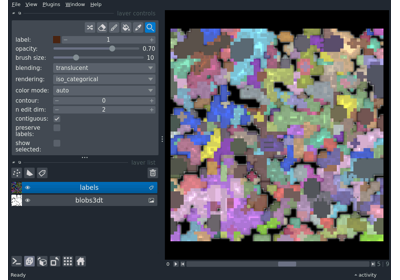 File View Plugins Window Help
layer controls
label: 1
opacity: 0.70
brush size: 10
blending: translucent
rendering: iso_categorical
color mode: auto
contour: 0
n edit dim: 2
contiguous:
preserve
labels:
show
selected:
layer list
labels
blobs3dt
Ready
activity